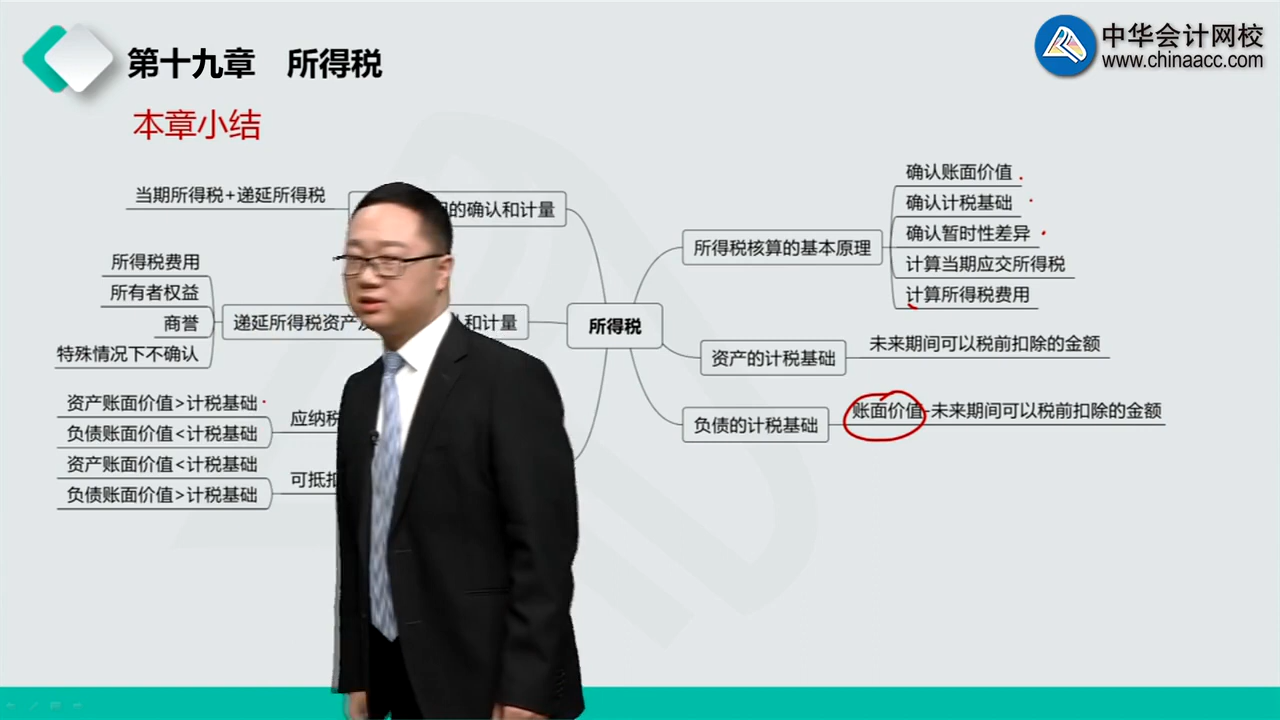 第十九章 所得税
中华会计网校
www.chinaacc.com
本章小结
当期所得税+递延所得税
的确认和计量
所得税费用
所有者权益
商誉
特殊情况下不确认
递延所得税资产
认和计量
资产账面价值>计税基础
负债账面价值<计税基础
应纳税
资产账面价值<计税基础
负债账面价值>计税基础
可抵扣
所得税
所得税核算的基本原理
确认账面价值
确认计税基础
确认暂时性差异
计算当期应交所得税
计算所得税费用
资产的计税基础
未来期间可以税前扣除的金额
负债的计税基础
账面价值-未来期间可以税前扣除的金额